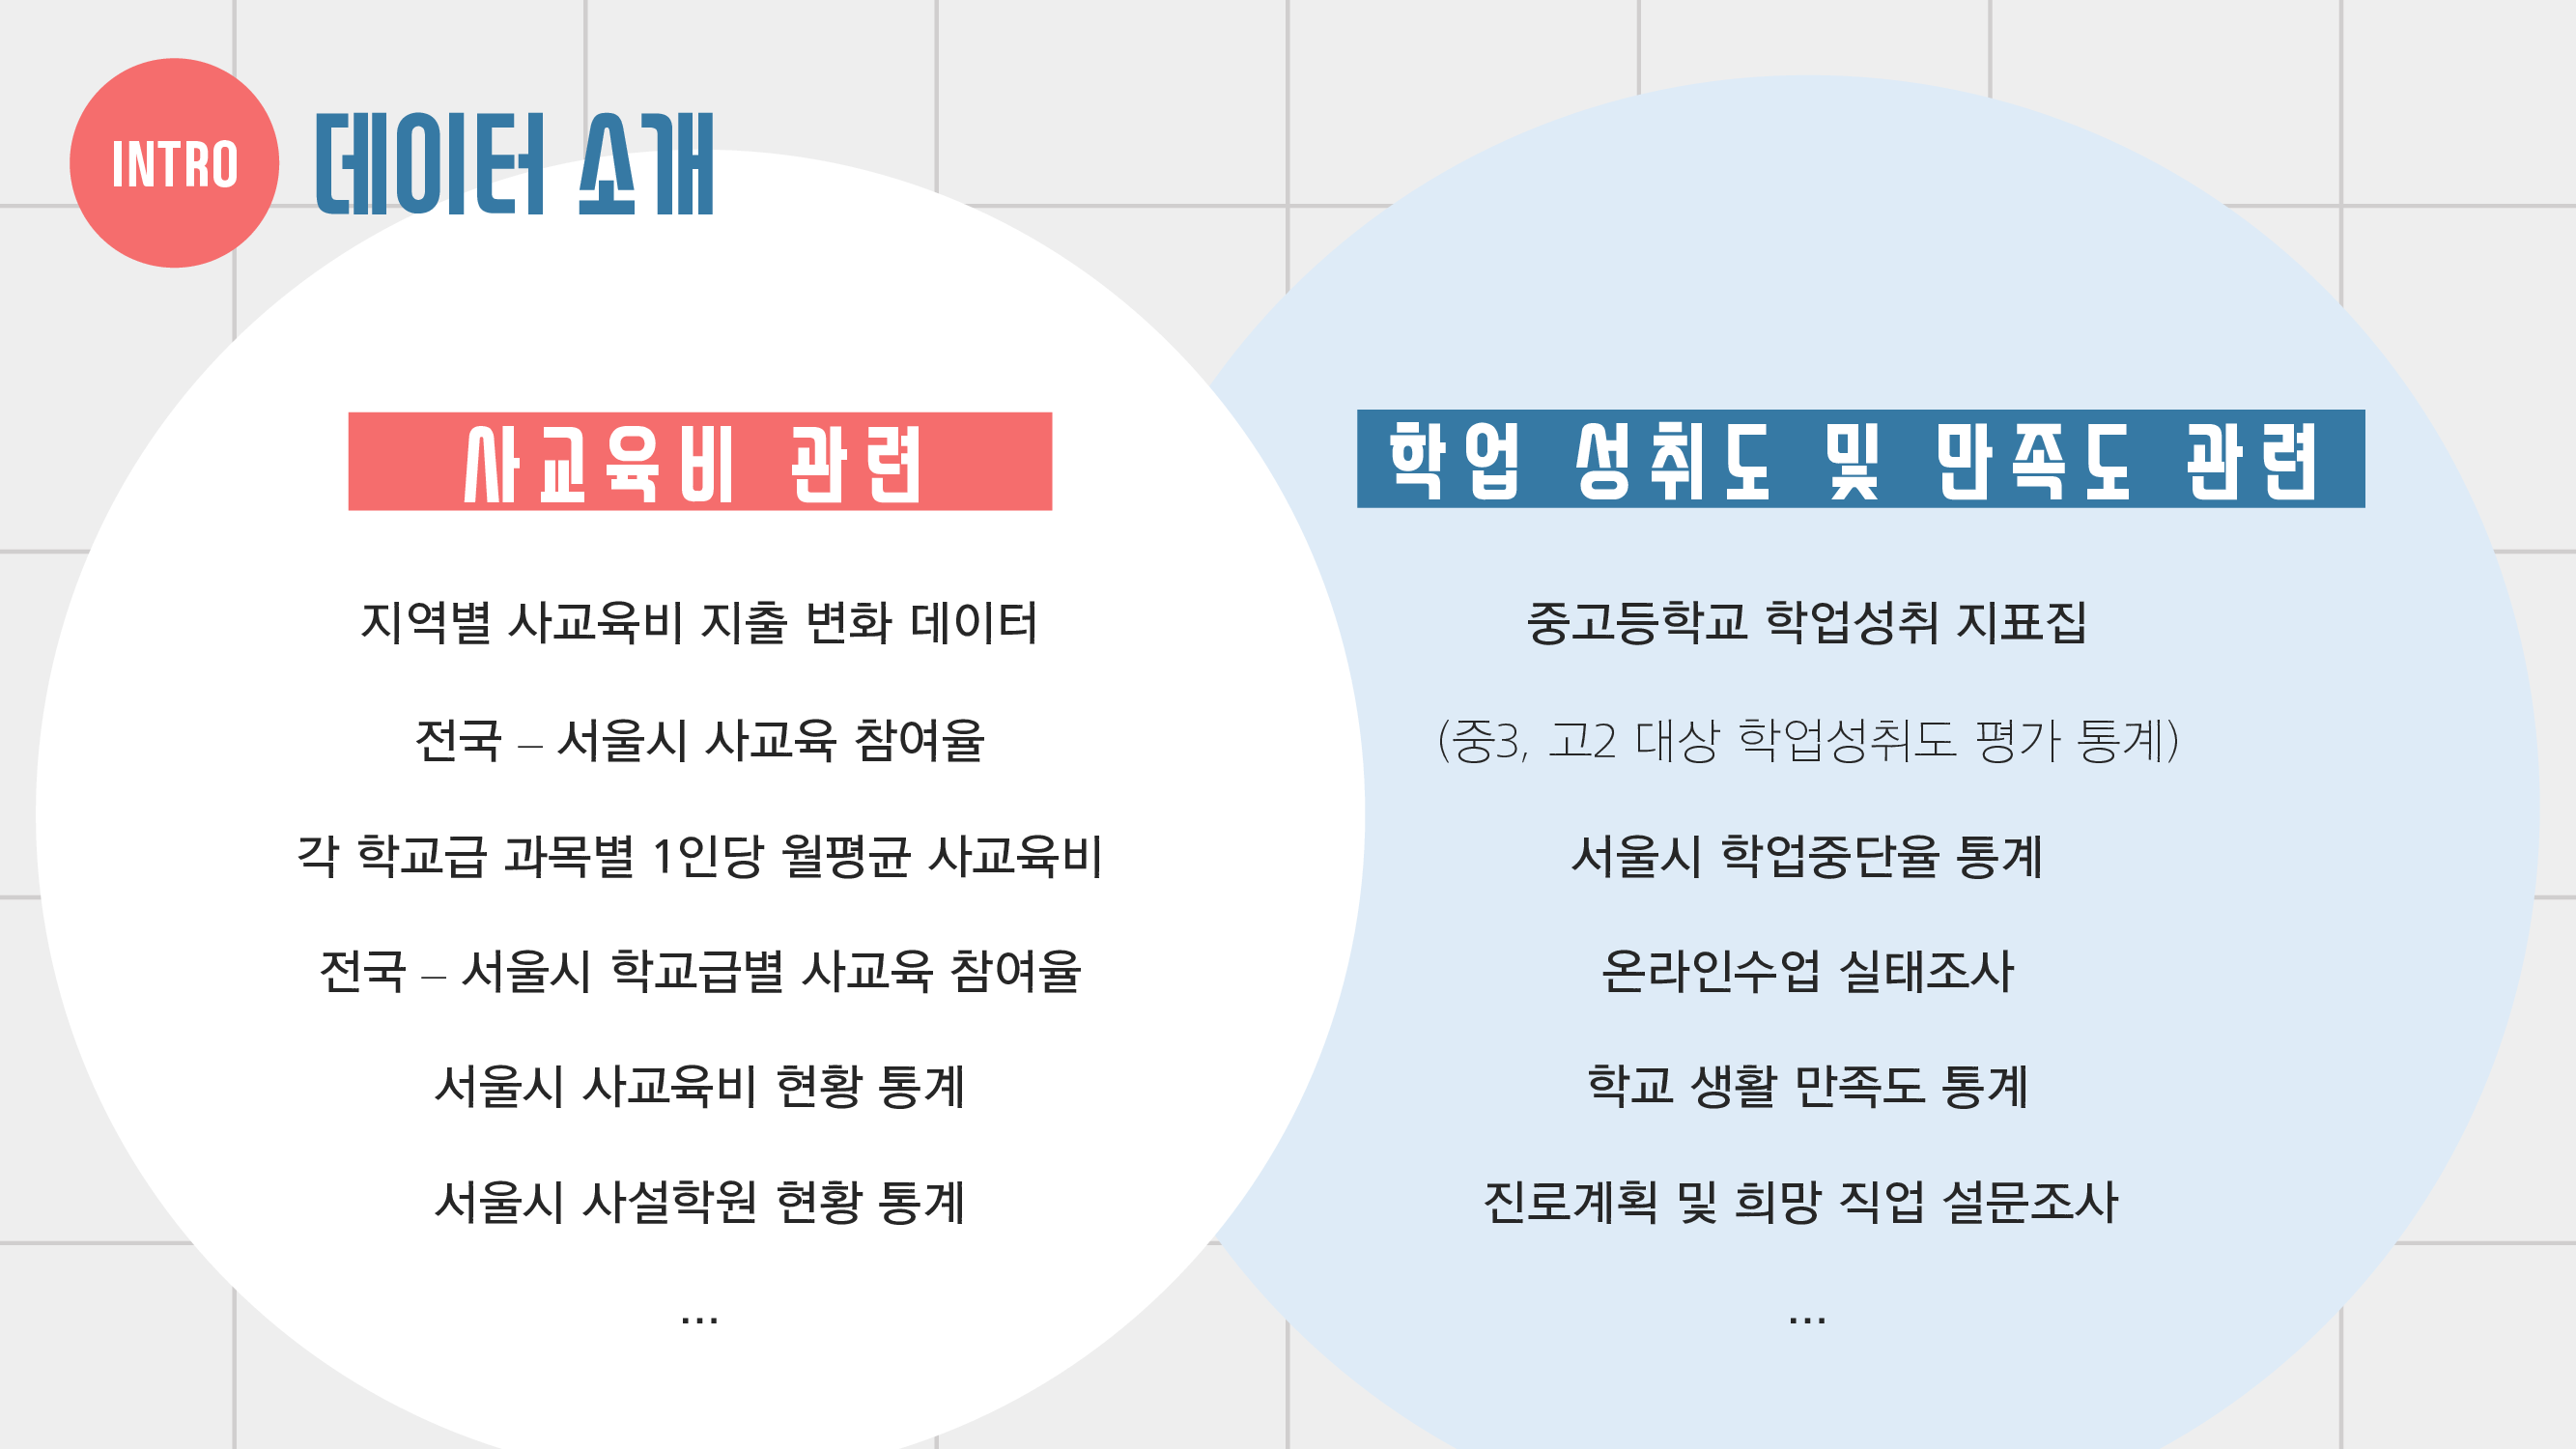 INTRO
데이터 소개
사교육비 관련
지역별 사교육비 지출 변화 데이터
전국 – 서울시 사교육 참여율
각 학교급 과목별 1인당 월평균 사교육비
전국 – 서울시 학교급별 사교육 참여율
서울시 사교육비 현황 통계
서울시 사설학원 현황 통계
...
학업 성취도 및 만족도 관련
중고등학교 학업성취 지표집
(중3, 고2 대상 학업성취도 평가 통계)
서울시 학업중단율 통계
온라인수업 실태조사
학교 생활 만족도 통계
진로계획 및 희망 직업 설문조사
...